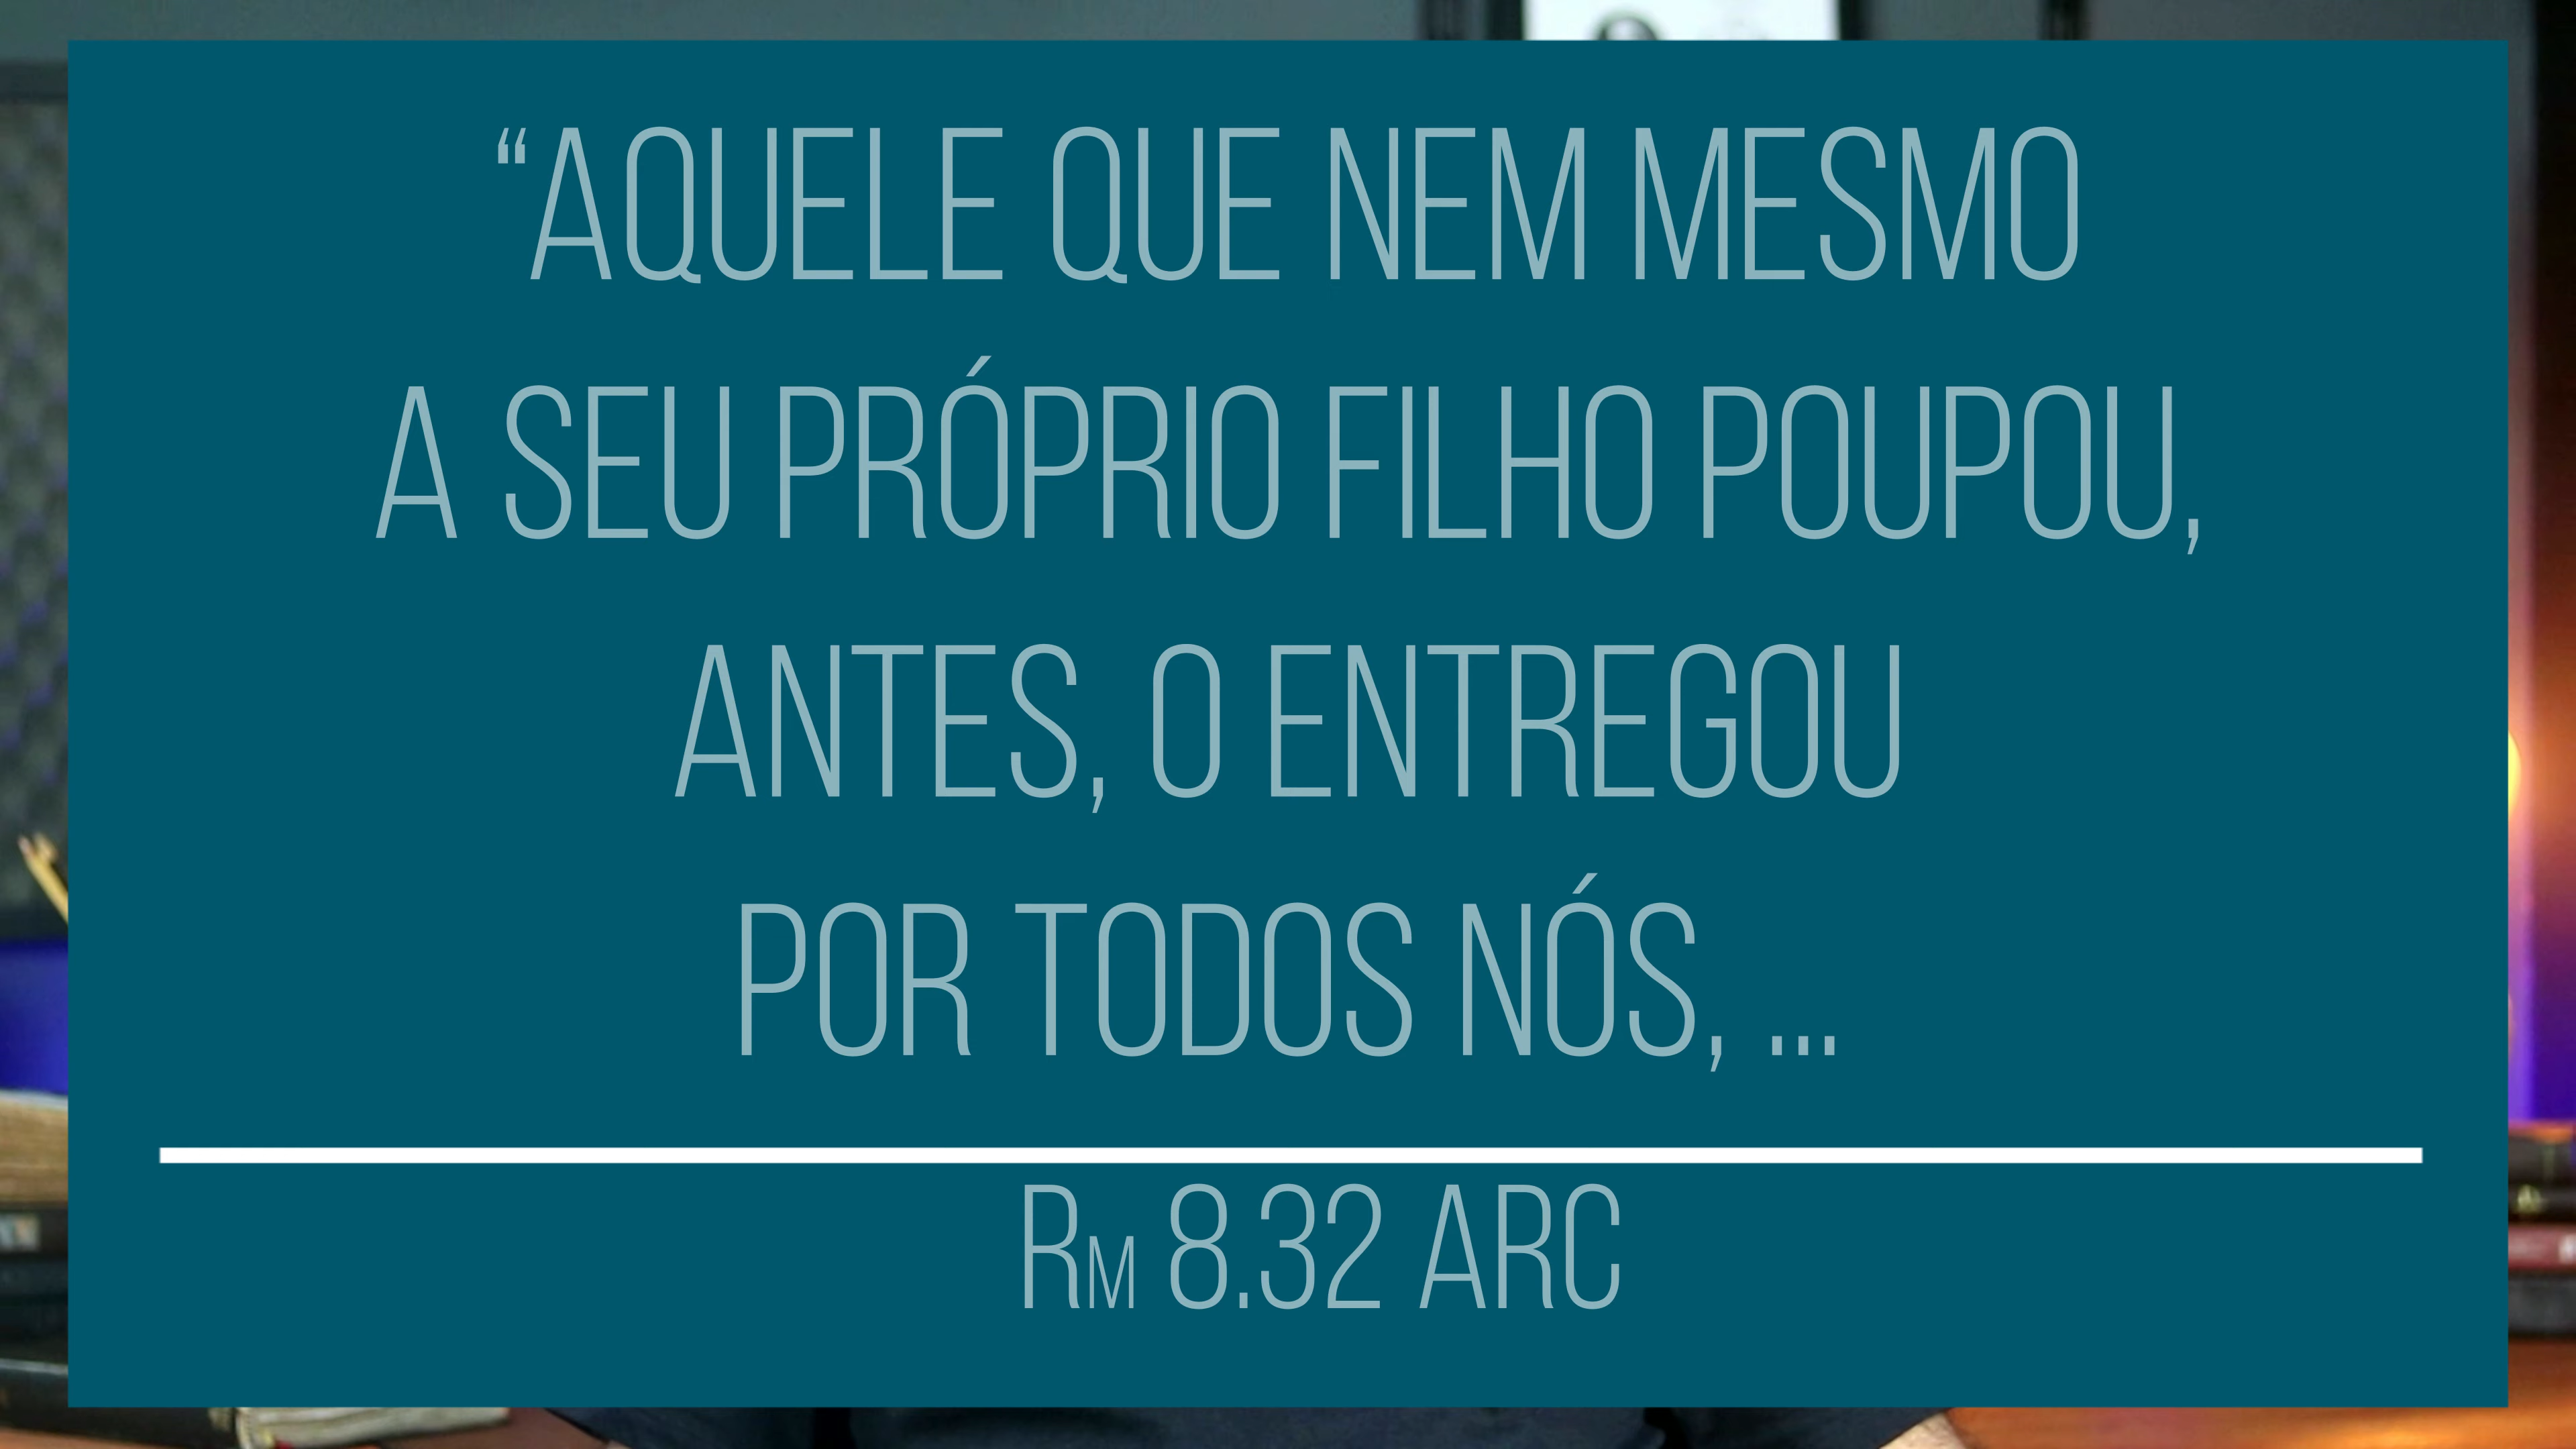 “AQUELE QUE NEM MESMO
A SEU PRÓPRIO FILHO POUPOU,
ANTES, O ENTREGOU
POR TODOS NÓS, ...
RM 8.32 ARC